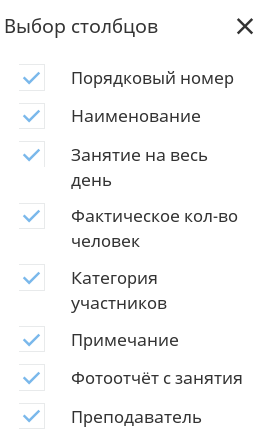 Выбор столбцов
Порядковый номер
Наименование
Занятие на весь
день
Фактическое кол-во
человек
Категория
участников
Примечание
Фотоотчёт с занятия
Преподаватель